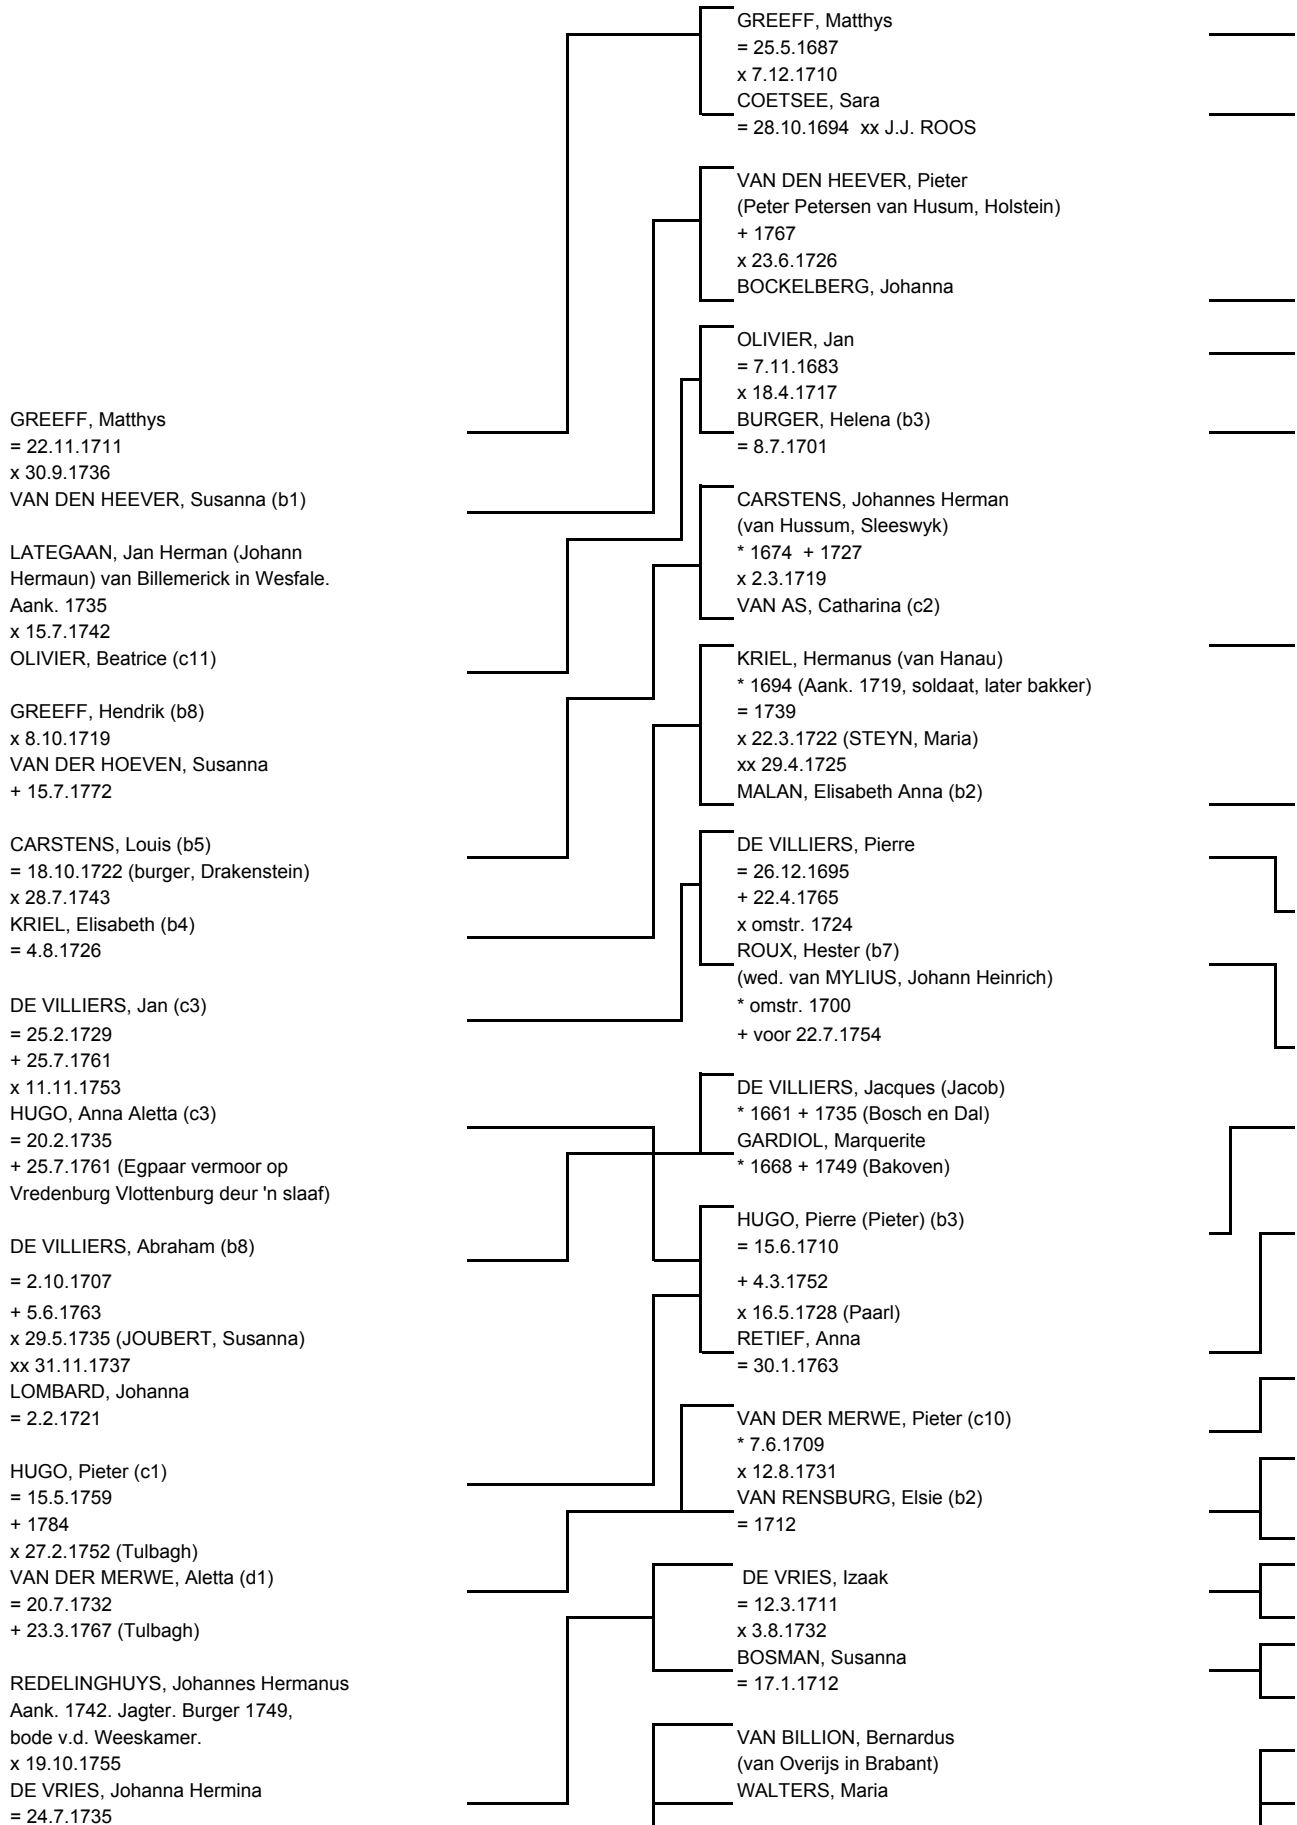 GREEFF, Matthys
= 22.11.1711
x 30.9.1736
VAN DEN HEEVER, Susanna (b1)
LATEGAAN, Jan Herman (Johann
Hermaun) van Billemerick in Wesfale.
Aank. 1735
x 15.7.1742
OLIVIER, Beatrice (c11)
GREEFF, Hendrik (b8)
x 8.10.1719
VAN DER HOEVEN, Susanna
+ 15.7.1772
CARSTENS, Louis (b5)
= 18.10.1722 (burger, Drakenstein)
x 28.7.1743
KRIEL, Elisabeth (b4)
= 4.8.1726
DE VILLIERS, Jan (c3)
= 25.2.1729
+ 25.7.1761
x 11.11.1753
HUGO, Anna Aletta (c3)
= 20.2.1735
+ 25.7.1761 (Egpaar vermoor op
Vredenburg Vlottenburg deur 'n slaaf)
DE VILLIERS, Abraham (b8)
= 2.10.1707
+ 5.6.1763
x 29.5.1735 (JOUBERT, Susanna)
xx 31.11.1737
LOMBARD, Johanna
= 2.2.1721
HUGO, Pieter (c1)
= 15.5.1759
+ 1784
x 27.2.1752 (Tulbagh)
VAN DER MERWE, Aletta (d1)
= 20.7.1732
+ 23.3.1767 (Tulbagh)
REDELINGHUYS, Johannes Hermanus
Aank. 1742. Jagter. Burger 1749,
bode v.d. Weeskamer.
x 19.10.1755
DE VRIES, Johanna Hermina
= 24.7.1735
GREEFF, Matthys
= 25.5.1687
x 7.12.1710
COETSEE, Sara
= 28.10.1694 xx J.J. ROOS
VAN DEN HEEVER, Pieter
(Peter Petersen van Husum, Holstein)
+ 1767
x 23.6.1726
BOCKELBERG, Johanna
OLIVIER, Jan
= 7.11.1683
x 18.4.1717
BURGER, Helena (b3)
= 8.7.1701
CARSTENS, Johannes Herman
(van Hussum, Sleeswyk)
* 1674 + 1727
x 2.3.1719
VAN AS, Catharina (c2)
KRIEL, Hermanus (van Hanau)
* 1694 (Aank. 1719, soldaat, later bakker)
= 1739
x 22.3.1722 (STEYN, Maria)
xx 29.4.1725
MALAN, Elisabeth Anna (b2)
DE VILLIERS, Pierre
= 26.12.1695
+ 22.4.1765
x omstr. 1724
ROUX, Hester (b7)
(wed. van MYLIUS, Johann Heinrich)
* omstr. 1700
+ voor 22.7.1754
DE VILLIERS, Jacques (Jacob)
* 1661 + 1735 (Bosch en Dal)
GARDIOL, Marquerite
* 1668 + 1749 (Bakoven)
HUGO, Pierre (Pieter) (b3)
= 15.6.1710
+ 4.3.1752
x 16.5.1728 (Paarl)
RETIEF, Anna
= 30.1.1763
VAN DER MERWE, Pieter (c10)
* 7.6.1709
x 12.8.1731
VAN RENSBURG, Elsie (b2)
= 1712
DE VRIES, Izaak
= 12.3.1711
x 3.8.1732
BOSMAN, Susanna
= 17.1.1712
VAN BILLION, Bernardus
(van Overijs in Brabant)
WALTERS, Maria